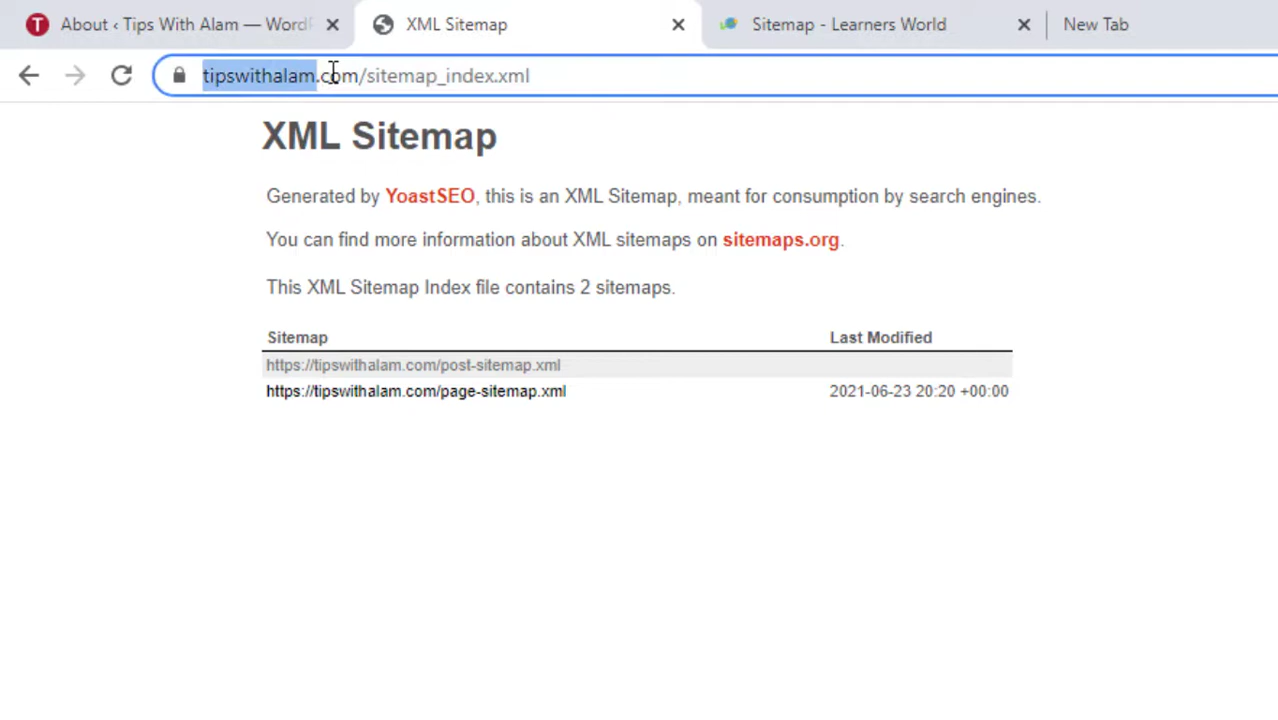 About ‹ Tips With Alam — WordP
XML Sitemap
Sitemap - Learners World
New Tab
tipswithalam.com/sitemap_index.xml
XML Sitemap
Generated by YoastSEO, this is an XML Sitemap, meant for consumption by search engines.
You can find more information about XML sitemaps on sitemaps.org.
This XML Sitemap Index file contains 2 sitemaps.
Sitemap Last Modified
https://tipswithalam.com/post-sitemap.xml
https://tipswithalam.com/page-sitemap.xml 2021-06-23 20:20 +00:00